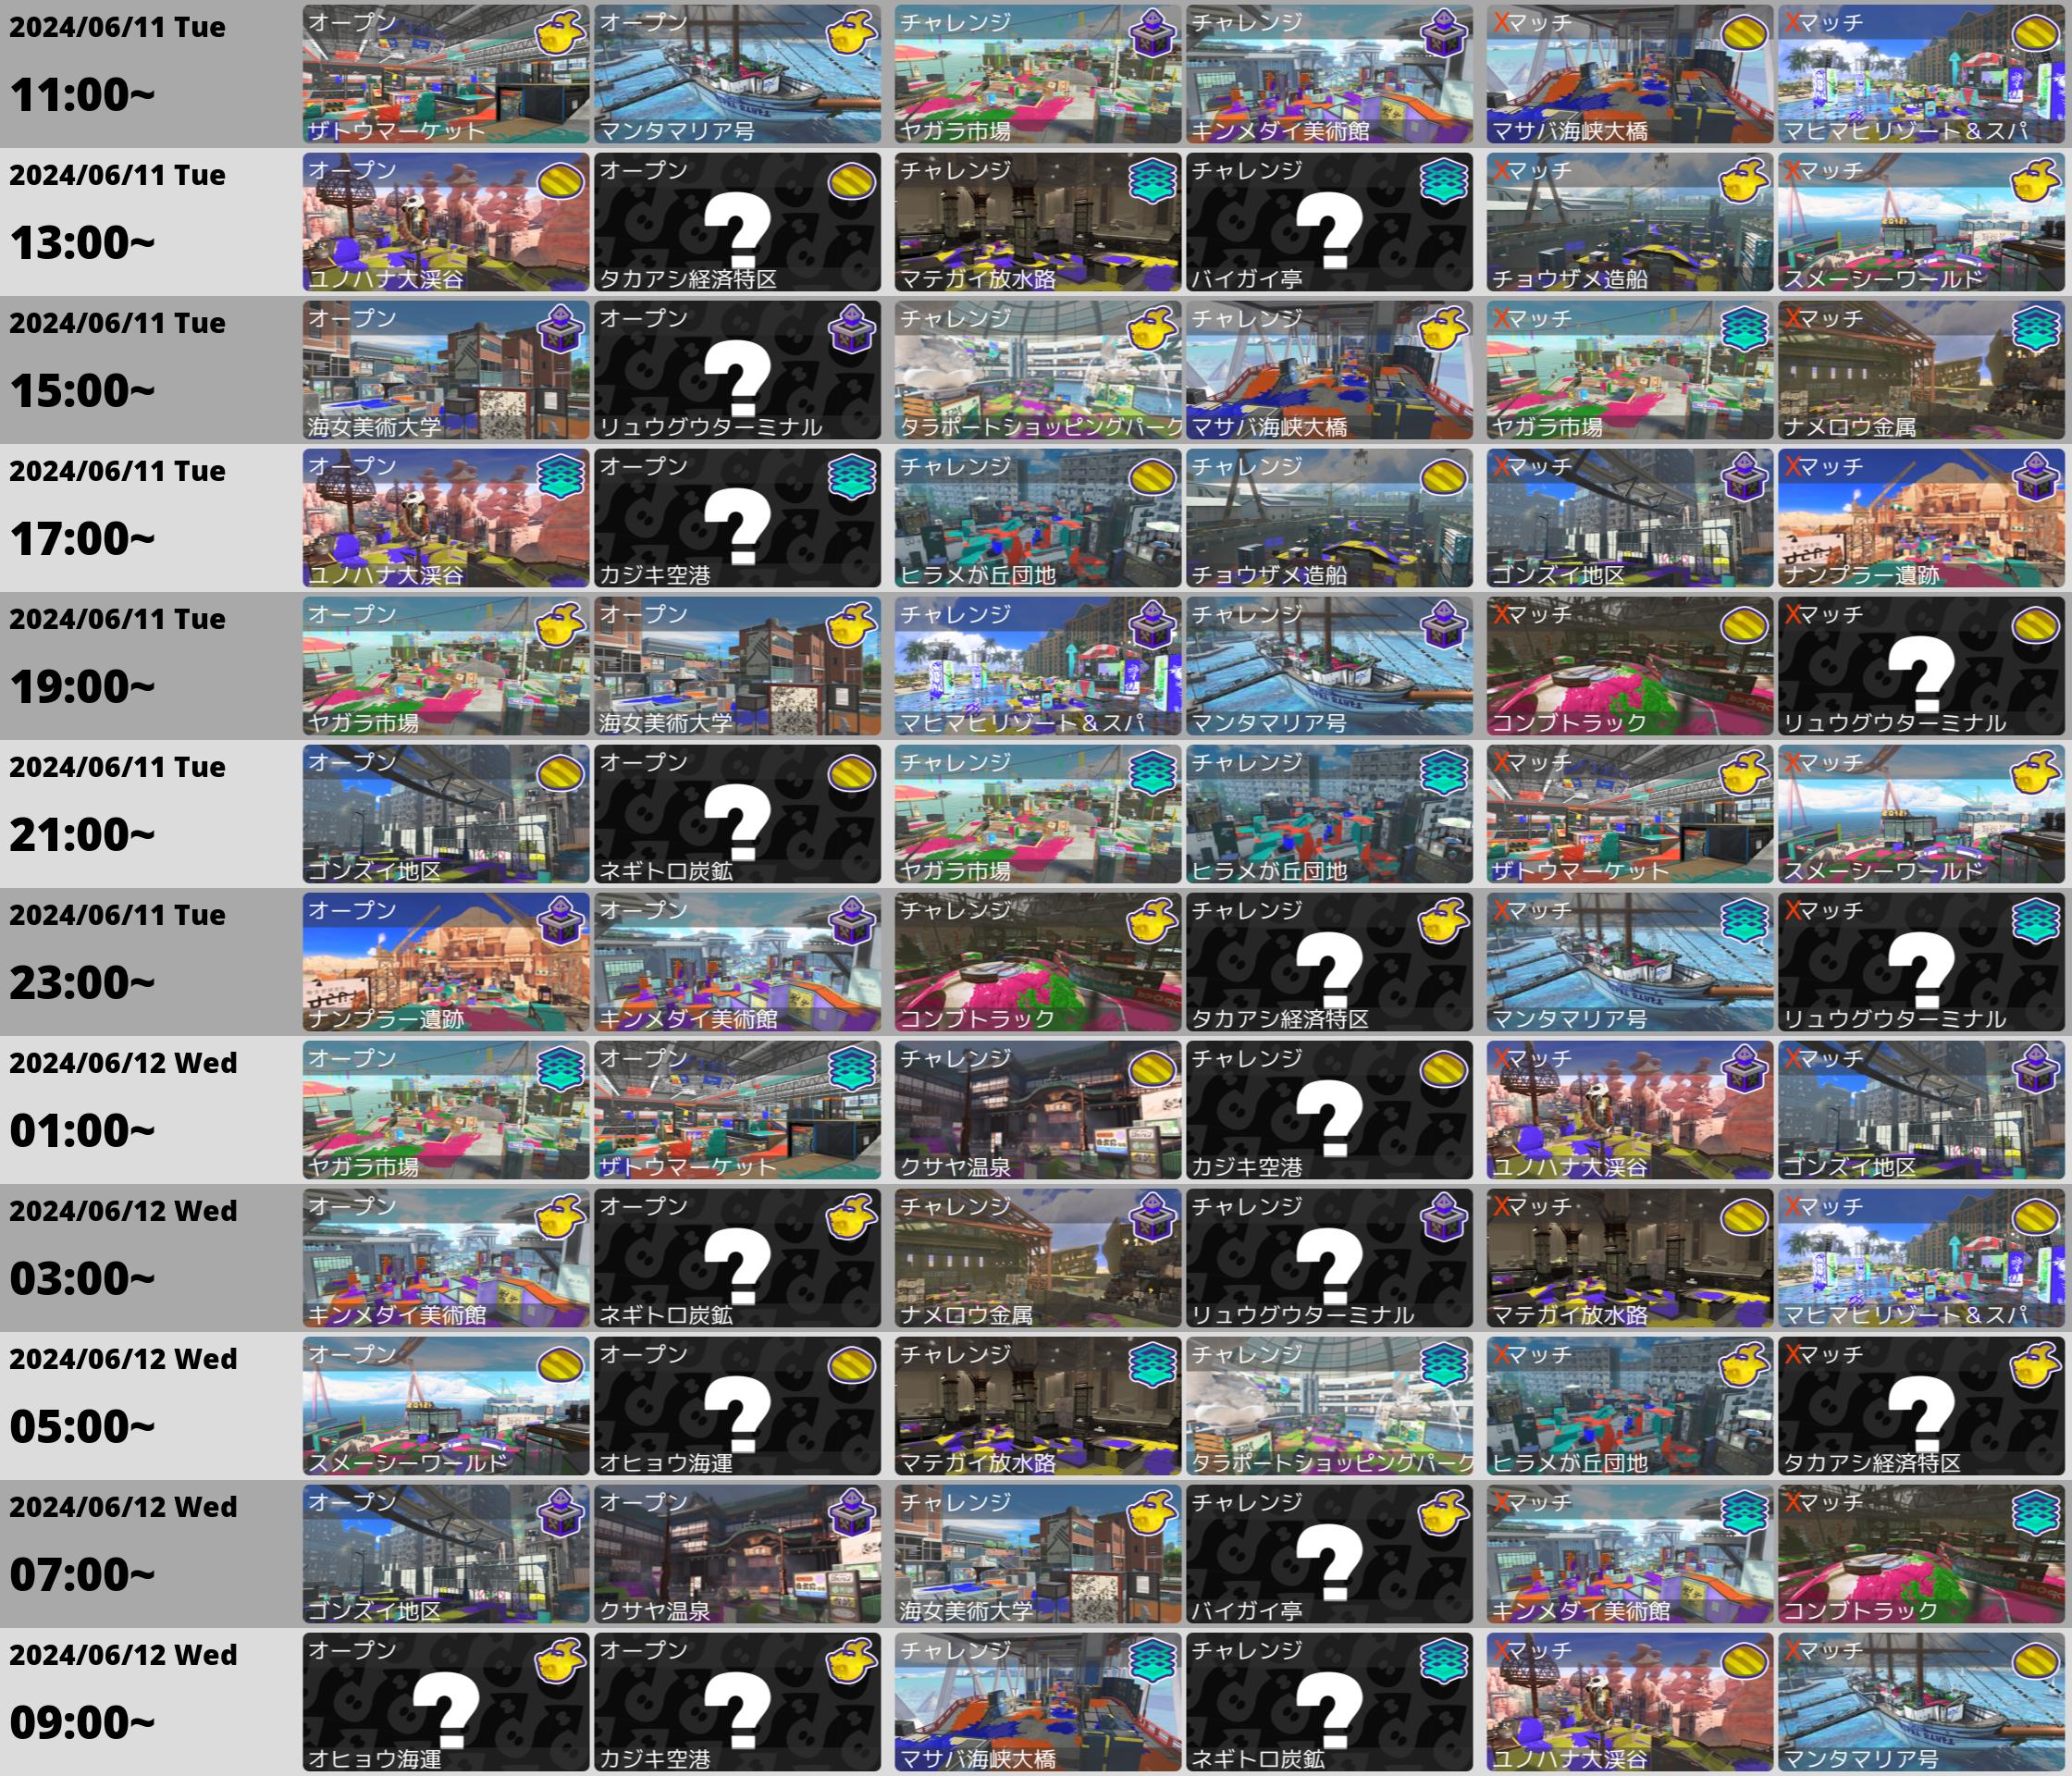 2024/06/11 Tue
11:00~
オープン
ザトウマーケット
オープン
マンタマリア号
チャレンジ
ヤガラ市場
チャレンジ
キンメダイ美術館
Xマッチ
マサバ海峡大橋
Xマッチ
マヒマヒリゾート＆スパ
2024/06/11 Tue
13:00~
オープン
ユノハナ大渓谷
オープン
?
タカアシ経済特区
チャレンジ
マテガイ放水路
チャレンジ
?
バイガイ亭
Xマッチ
チョウザメ造船
Xマッチ
スメーシーワールド
2024/06/11 Tue
15:00~
オープン
海女美術大学
オープン
?
リュウグウターミナル
チャレンジ
タラポートショッピングパーク
チャレンジ
マサバ海峡大橋
Xマッチ
ヤガラ市場
Xマッチ
ナメロウ金属
2024/06/11 Tue
17:00~
オープン
ユノハナ大渓谷
オープン
?
カジキ空港
チャレンジ
ヒラメが丘団地
チャレンジ
チョウザメ造船
Xマッチ
ゴンズイ地区
Xマッチ
ナンプラー遺跡
2024/06/11 Tue
19:00~
オープン
ヤガラ市場
オープン
海女美術大学
チャレンジ
マヒマヒリゾート＆スパ
チャレンジ
マンタマリア号
Xマッチ
コンブトラック
Xマッチ
?
リュウグウターミナル
2024/06/11 Tue
21:00~
オープン
ゴンズイ地区
オープン
?
ネギトロ炭鉱
チャレンジ
ヤガラ市場
チャレンジ
ヒラメが丘団地
Xマッチ
ザトウマーケット
Xマッチ
スメーシーワールド
2024/06/11 Tue
23:00~
オープン
ナンプラー遺跡
オープン
キンメダイ美術館
チャレンジ
コンブトラック
チャレンジ
?
タカアシ経済特区
Xマッチ
マンタマリア号
Xマッチ
?
リュウグウターミナル
2024/06/12 Wed
01:00~
オープン
ヤガラ市場
オープン
ザトウマーケット
チャレンジ
クサヤ温泉
チャレンジ
?
カジキ空港
Xマッチ
ユノハナ大渓谷
Xマッチ
ゴンズイ地区
2024/06/12 Wed
03:00~
オープン
キンメダイ美術館
オープン
?
ネギトロ炭鉱
チャレンジ
ナメロウ金属
チャレンジ
?
リュウグウターミナル
Xマッチ
マテガイ放水路
Xマッチ
マヒマヒリゾート＆スパ
2024/06/12 Wed
05:00~
オープン
スメーシーワールド
オープン
?
オヒョウ海運
チャレンジ
マテガイ放水路
チャレンジ
タラポートショッピングパーク
Xマッチ
ヒラメが丘団地
Xマッチ
?
タカアシ経済特区
2024/06/12 Wed
07:00~
オープン
ゴンズイ地区
オープン
クサヤ温泉
チャレンジ
海女美術大学
チャレンジ
?
バイガイ亭
Xマッチ
キンメダイ美術館
Xマッチ
コンブトラック
2024/06/12 Wed
09:00~
オープン
?
オヒョウ海運
オープン
?
カジキ空港
チャレンジ
マサバ海峡大橋
チャレンジ
?
ネギトロ炭鉱
Xマッチ
ユノハナ大渓谷
Xマッチ
マンタマリア号